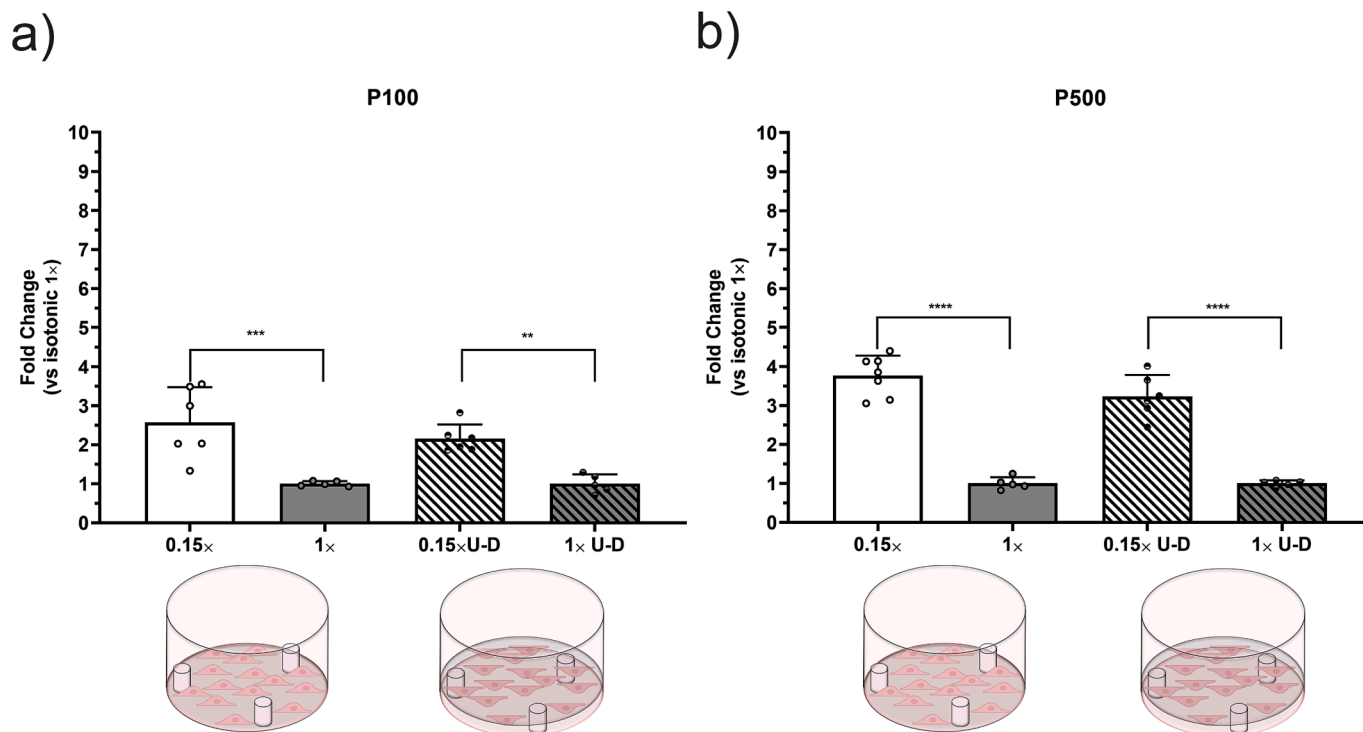 a)
P100
10
9
8
7
6
5
4
3
2
1
0
Fold Change
(vs isotonic 1×)
***
**
0.15× 1× 0.15×U-D 1× U-D
b)
P500
10
9
8
7
6
5
4
3
2
1
0
Fold Change
(vs isotonic 1×)
****
****
0.15× 1× 0.15× U-D 1× U-D